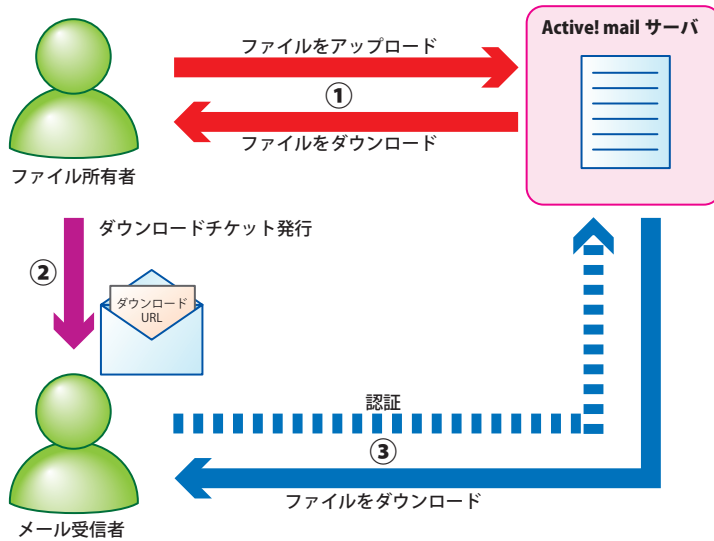 ファイルをアップロード
Active! mail サーバ
①
ファイルをダウンロード
ファイル所有者
ダウンロードチケット発行
②
ダウンロード
URL
認証
③
ファイルをダウンロード
メール受信者